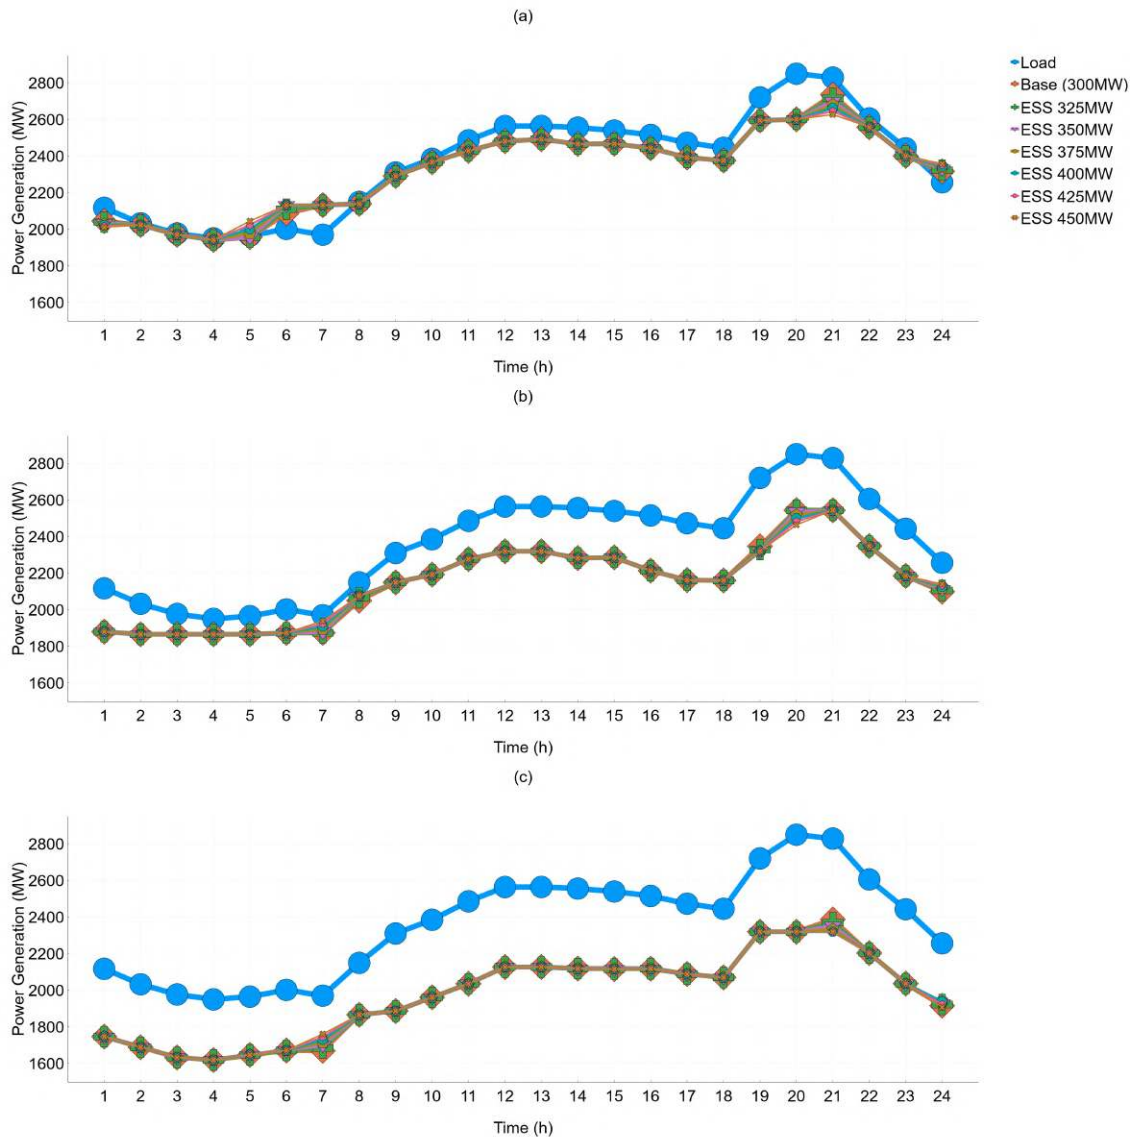 (a)
Power Generation (MW)
2800
2600
2400
2200
2000
1800
1600
1 2 3 4 5 6 7 8 9 10 11 12 13 14 15 16 17 18 19 20 21 22 23 24
Time (h)
Load
Base (300MW)
ESS 325MW
ESS 350MW
ESS 375MW
ESS 400MW
ESS 425MW
ESS 450MW
(b)
Power Generation (MW)
2800
2600
2400
2200
2000
1800
1600
1 2 3 4 5 6 7 8 9 10 11 12 13 14 15 16 17 18 19 20 21 22 23 24
Time (h)
(c)
Power Generation (MW)
2800
2600
2400
2200
2000
1800
1600
1 2 3 4 5 6 7 8 9 10 11 12 13 14 15 16 17 18 19 20 21 22 23 24
Time (h)